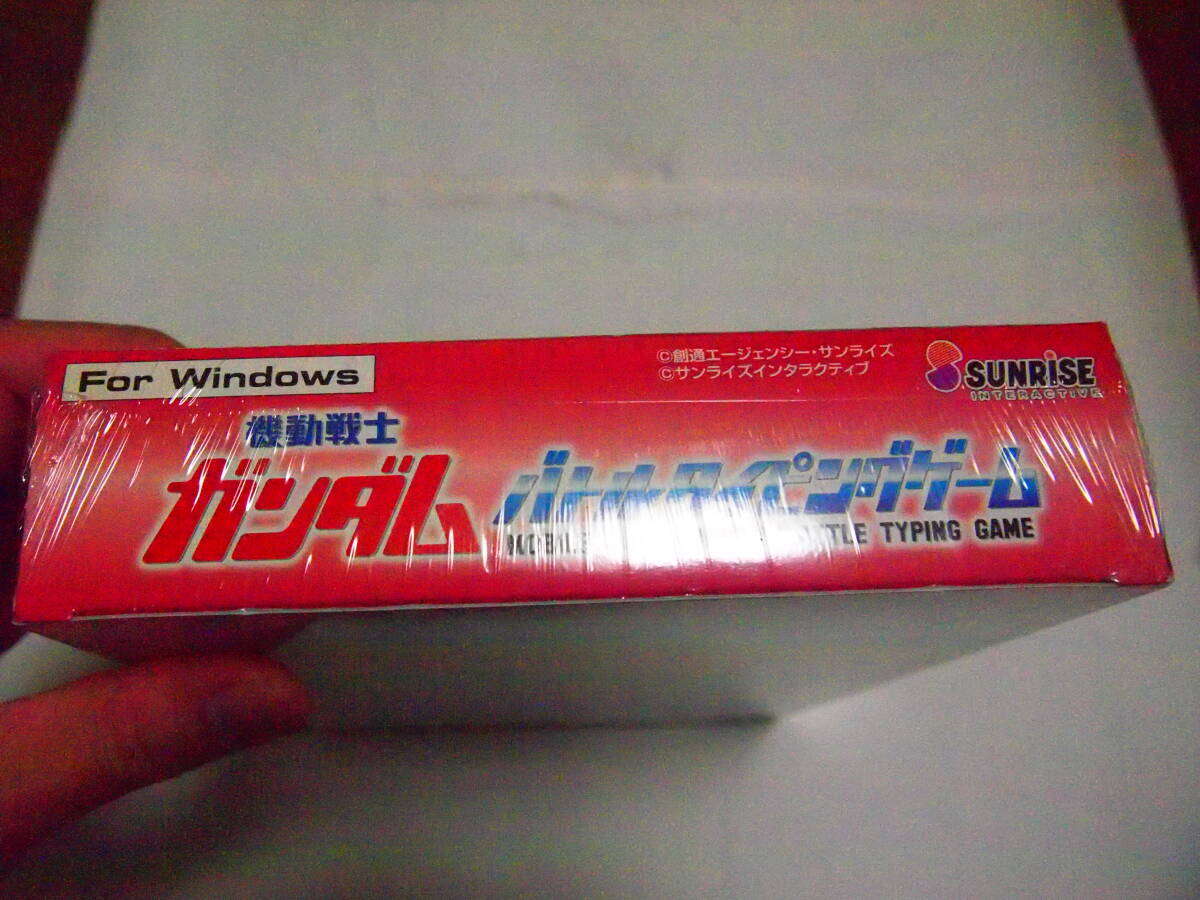 For Windows
©創通エージェンシー・サンライズ
©サンライズインタラクティブ
SUNRiSE
INTERACTIVE
機動戦士
ガンダム バトルタイピングゲーム
MOBILE TYPING GAME